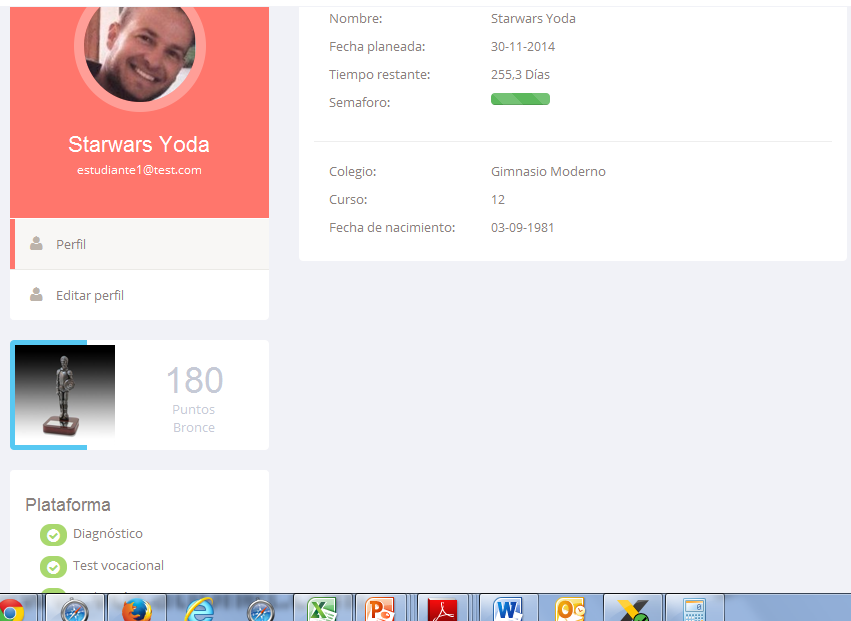 Starwars Yoda
estudiante1@test.com
Perfil
Editar perfil
180
Puntos
Bronce
Plataforma
Diagnóstico
Test vocacional
Nombre: Starwars Yoda
Fecha planeada: 30-11-2014
Tiempo restante: 255,3 Días
Semaforo:
Colegio: Gimnasio Moderno
Curso: 12
Fecha de nacimiento: 03-09-1981